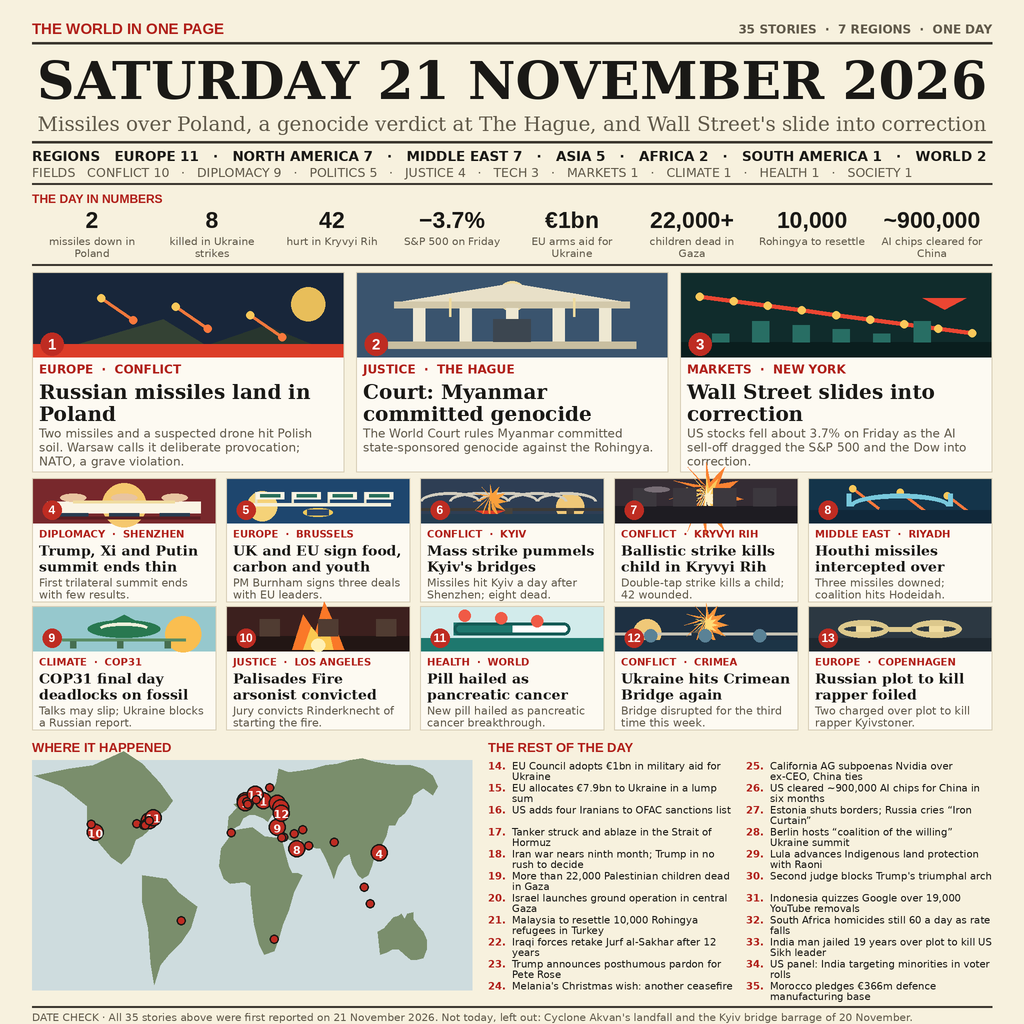 THE WORLD IN ONE PAGE
35 STORIES · 7 REGIONS · ONE DAY
SATURDAY 21 NOVEMBER 2026
Missiles over Poland, a genocide verdict at The Hague, and Wall Street's slide into correction
REGIONS EUROPE 11 · NORTH AMERICA 7 · MIDDLE EAST 7 · ASIA 5 · AFRICA 2 · SOUTH AMERICA 1 · WORLD 2
FIELDS CONFLICT 10 · DIPLOMACY 9 · POLITICS 5 · JUSTICE 4 · TECH 3 · MARKETS 1 · CLIMATE 1 · HEALTH 1 · SOCIETY 1
THE DAY IN NUMBERS
2
missiles down in
Poland
8
killed in Ukraine
strikes
42
hurt in Kryvyi Rih
−3.7%
S&P 500 on Friday
€1bn
EU arms aid for
Ukraine
22,000+
children dead in
Gaza
10,000
Rohingya to resettle
~900,000
AI chips cleared for
China
1
EUROPE · CONFLICT
Russian missiles land in
Poland
Two missiles and a suspected drone hit Polish
soil. Warsaw calls it deliberate provocation;
NATO, a grave violation.
2
JUSTICE · THE HAGUE
Court: Myanmar
committed genocide
The World Court rules Myanmar committed
state-sponsored genocide against the Rohingya.
3
MARKETS · NEW YORK
Wall Street slides into
correction
US stocks fell about 3.7% on Friday as the AI
sell-off dragged the S&P 500 and the Dow into
correction.
4
DIPLOMACY · SHENZHEN
Trump, Xi and Putin
summit ends thin
First trilateral summit ends
with few results.
5
EUROPE · BRUSSELS
UK and EU sign food,
carbon and youth
PM Burnham signs three deals
with EU leaders.
6
CONFLICT · KYIV
Mass strike pummels
Kyiv's bridges
Missiles hit Kyiv a day after
Shenzhen; eight dead.
7
CONFLICT · KRYVYI RIH
Ballistic strike kills
child in Kryvyi Rih
Double-tap strike kills a child;
42 wounded.
8
MIDDLE EAST · RIYADH
Houthi missiles
intercepted over
Three missiles downed;
coalition hits Hodeidah.
9
CLIMATE · COP31
COP31 final day
deadlocks on fossil
Talks may slip; Ukraine blocks
a Russian report.
10
JUSTICE · LOS ANGELES
Palisades Fire
arsonist convicted
Jury convicts Rinderknecht of
starting the fire.
11
HEALTH · WORLD
Pill hailed as
pancreatic cancer
New pill hailed as pancreatic
cancer breakthrough.
12
CONFLICT · CRIMEA
Ukraine hits Crimean
Bridge again
Bridge disrupted for the third
time this week.
13
EUROPE · COPENHAGEN
Russian plot to kill
rapper foiled
Two charged over plot to kill
rapper Kyivstoner.
WHERE IT HAPPENED
13
1
1
12
10
9
8
4
THE REST OF THE DAY
14. EU Council adopts €1bn in military aid for
Ukraine
15. EU allocates €7.9bn to Ukraine in a lump
sum
16. US adds four Iranians to OFAC sanctions list
17. Tanker struck and ablaze in the Strait of
Hormuz
18. Iran war nears ninth month; Trump in no
rush to decide
19. More than 22,000 Palestinian children dead
in Gaza
20. Israel launches ground operation in central
Gaza
21. Malaysia to resettle 10,000 Rohingya
refugees in Turkey
22. Iraqi forces retake Jurf al-Sakhar after 12
years
23. Trump announces posthumous pardon for
Pete Rose
24. Melania's Christmas wish: another ceasefire
25. California AG subpoenas Nvidia over
ex-CEO, China ties
26. US cleared ~900,000 AI chips for China in
six months
27. Estonia shuts borders; Russia cries “Iron
Curtain”
28. Berlin hosts “coalition of the willing”
Ukraine summit
29. Lula advances Indigenous land protection
with Raoni
30. Second judge blocks Trump's triumphal arch
31. Indonesia quizzes Google over 19,000
YouTube removals
32. South Africa homicides still 60 a day as rate
falls
33. India man jailed 19 years over plot to kill US
Sikh leader
34. US panel: India targeting minorities in voter
rolls
35. Morocco pledges €366m defence
manufacturing base
DATE CHECK · All 35 stories above were first reported on 21 November 2026. Not today, left out: Cyclone Akvan's landfall and the Kyiv bridge barrage of 20 November.